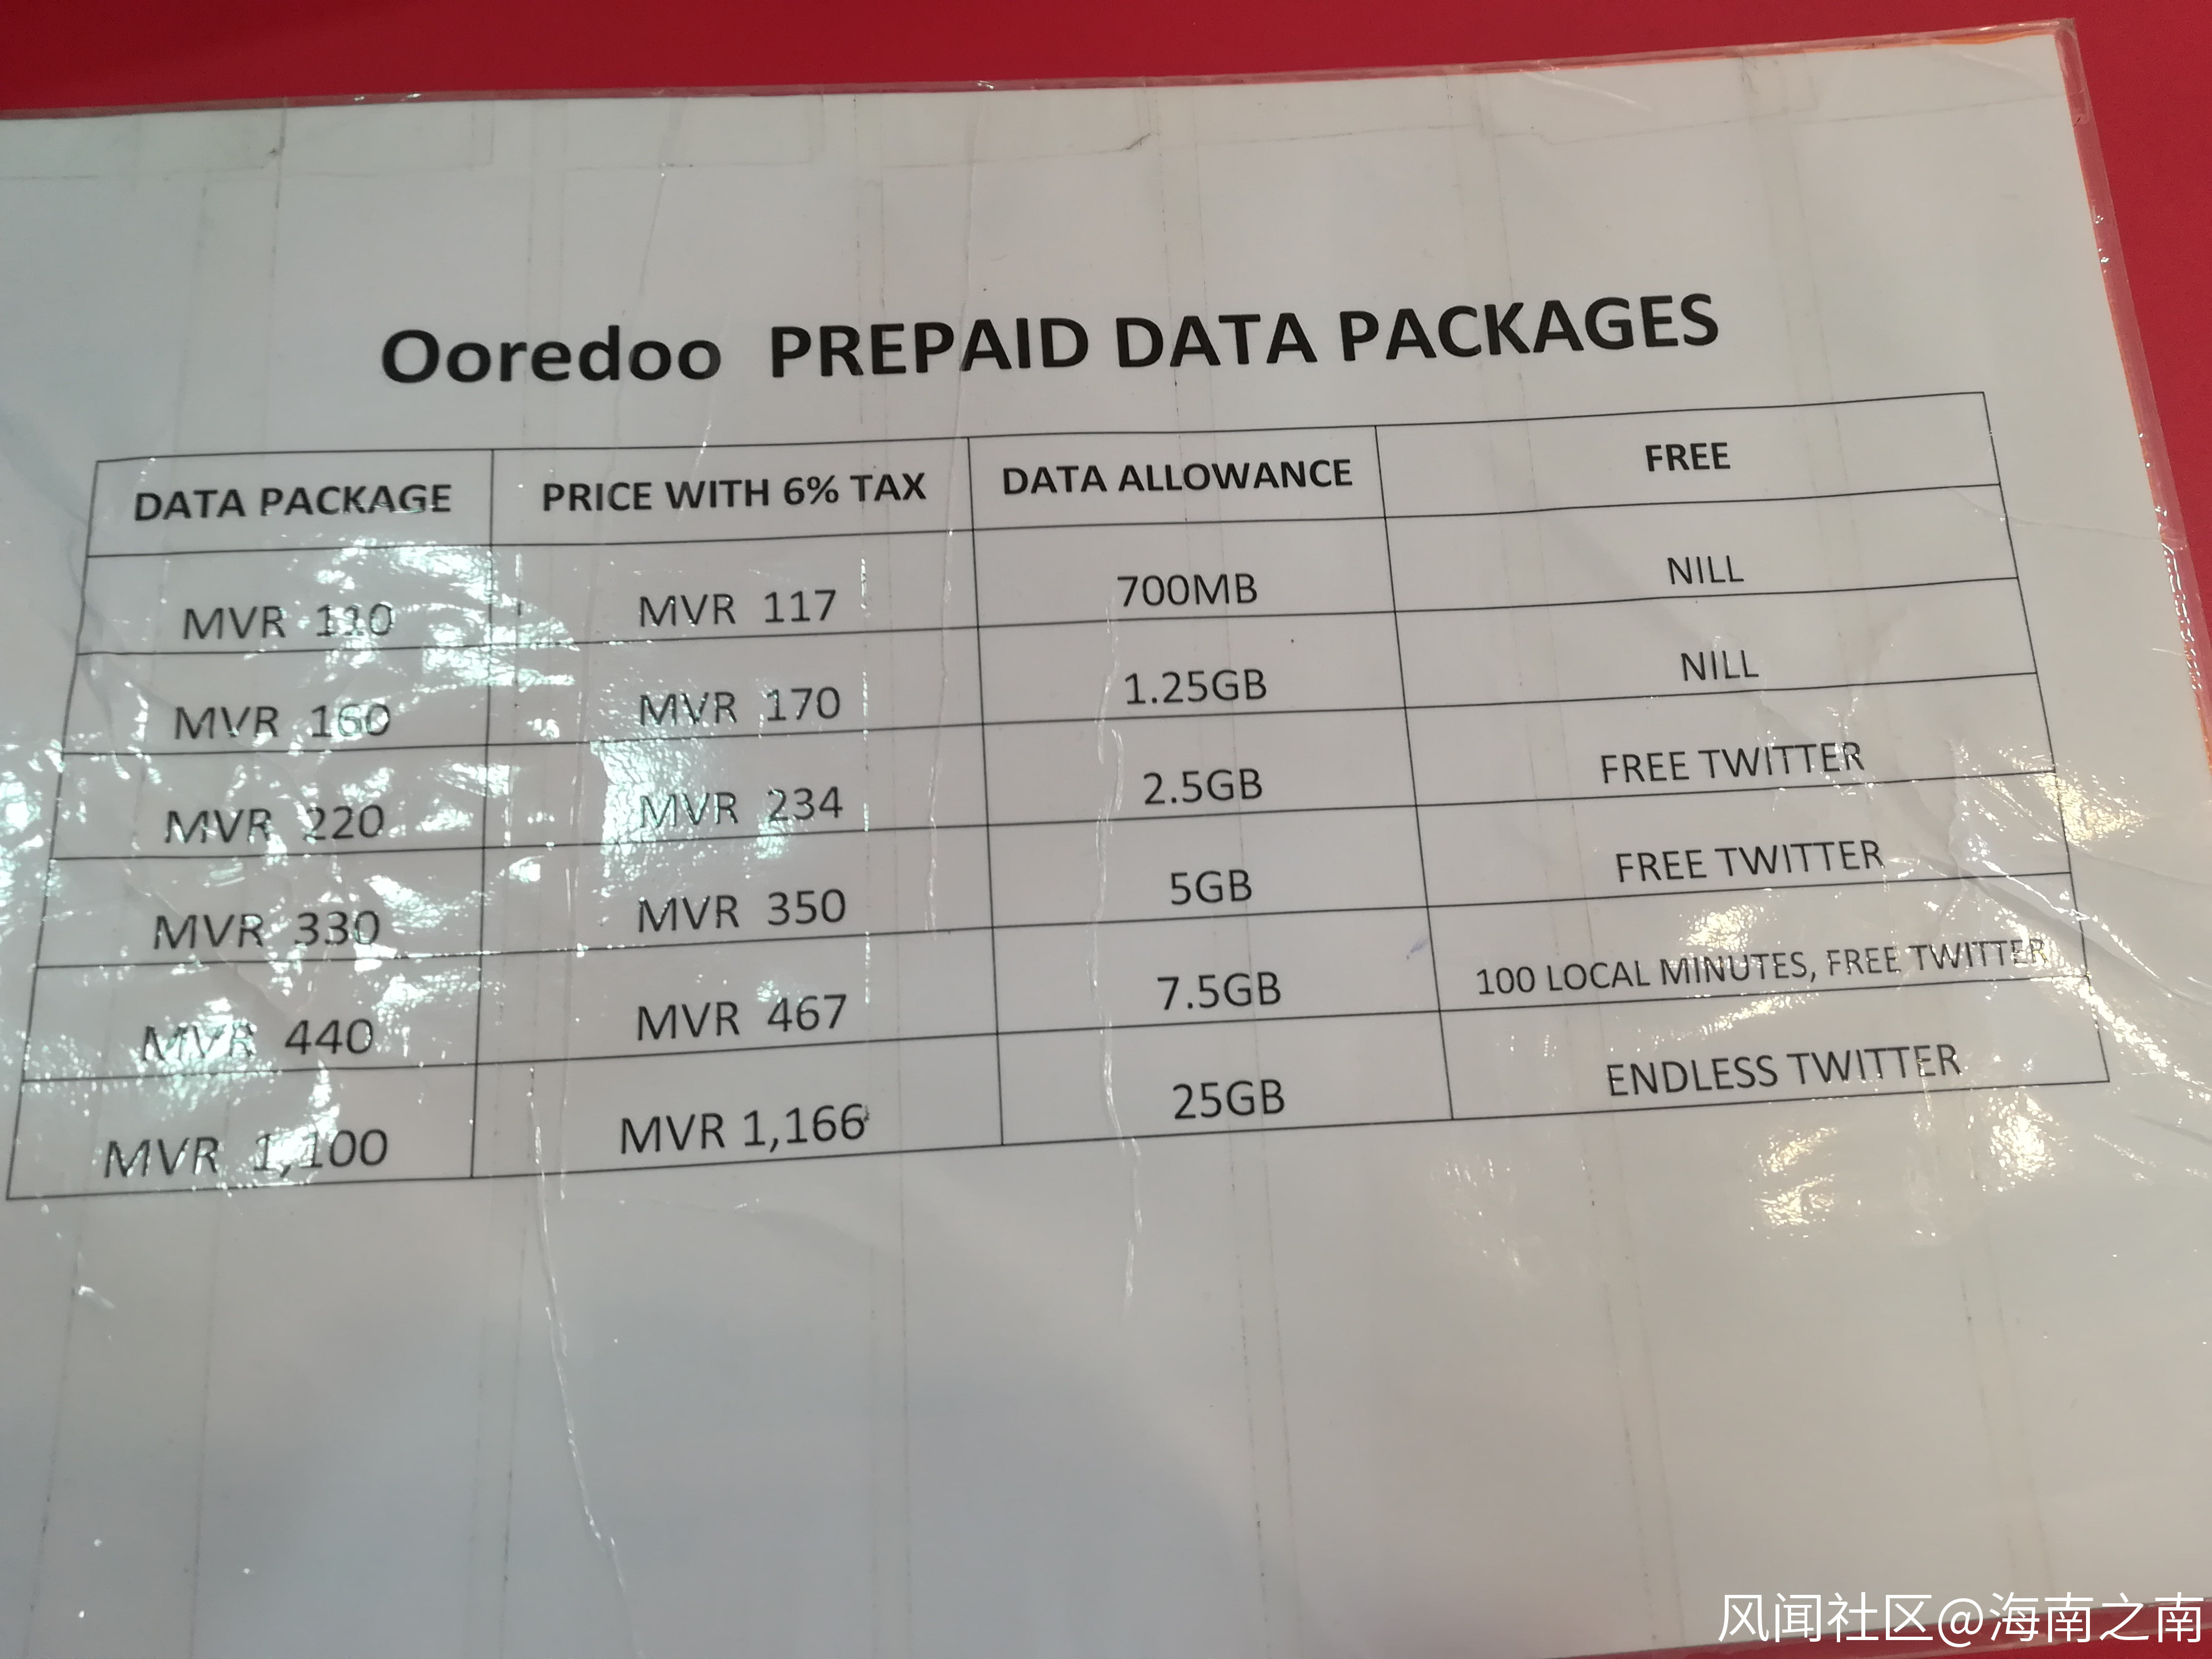 Ooredoo PREPAID DATA PACKAGES
DATA PACKAGE PRICE WITH 6% TAX DATA ALLOWANCE FREE
MVR 110 MVR 117 700MB NILL
MVR 160 MVR 170 1.25GB NILL
MVR 220 MVR 234 2.5GB FREE TWITTER
MVR 330 MVR 350 5GB FREE TWITTER
MVR 440 MVR 467 7.5GB 100 LOCAL MINUTES, FREE TWITTER
MVR 1,100 MVR 1,166 25GB ENDLESS TWITTER
风闻社区@海南之南